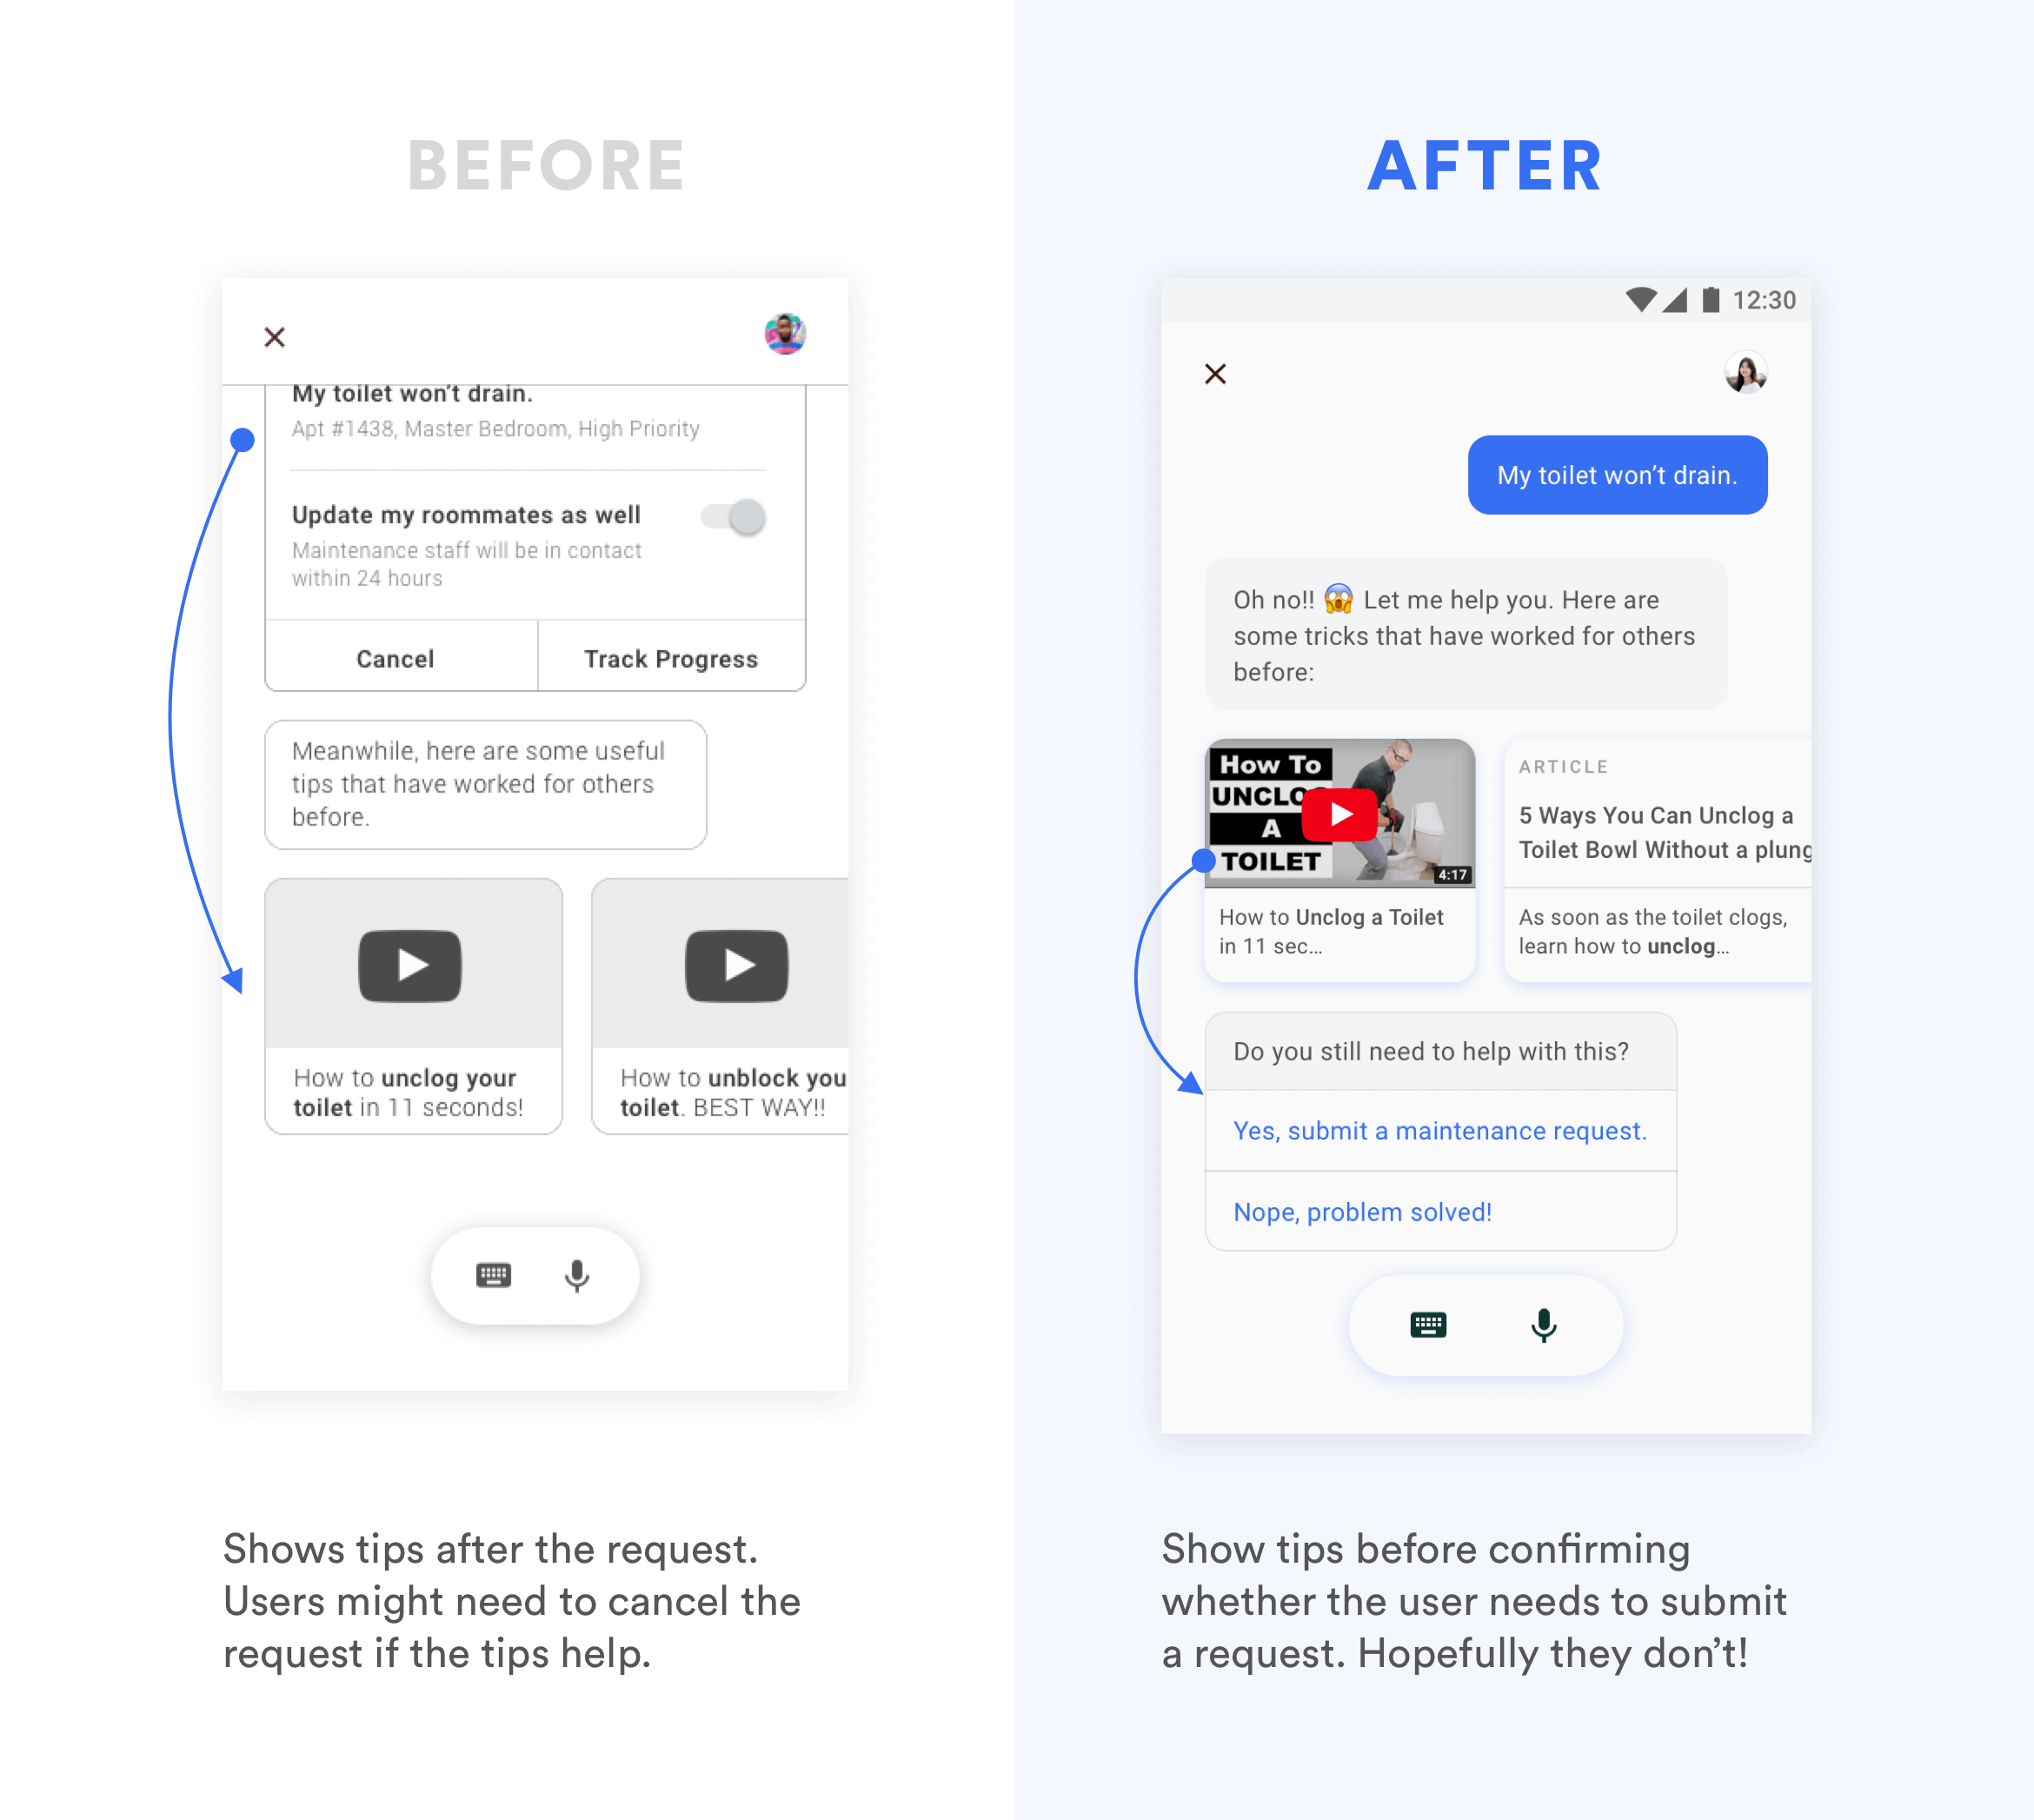 BEFORE
My toilet won’t drain.
Apt #1438, Master Bedroom, High Priority
Update my roommates as well
Maintenance staff will be in contact
within 24 hours
Cancel
Track Progress
Meanwhile, here are some useful
tips that have worked for others
before.
How to unclog your
toilet in 11 seconds!
How to unblock you
toilet. BEST WAY!!
Shows tips after the request.
Users might need to cancel the
request if the tips help.
AFTER
12:30
My toilet won’t drain.
Oh no!! 😱 Let me help you. Here are
some tricks that have worked for others
before:
How To
UNCLO
A
TOILET
4:17
How to Unclog a Toilet
in 11 sec...
ARTICLE
5 Ways You Can Unclog a
Toilet Bowl Without a plung
As soon as the toilet clogs,
learn how to unclog...
Do you still need to help with this?
Yes, submit a maintenance request.
Nope, problem solved!
Show tips before confirming
whether the user needs to submit
a request. Hopefully they don’t!